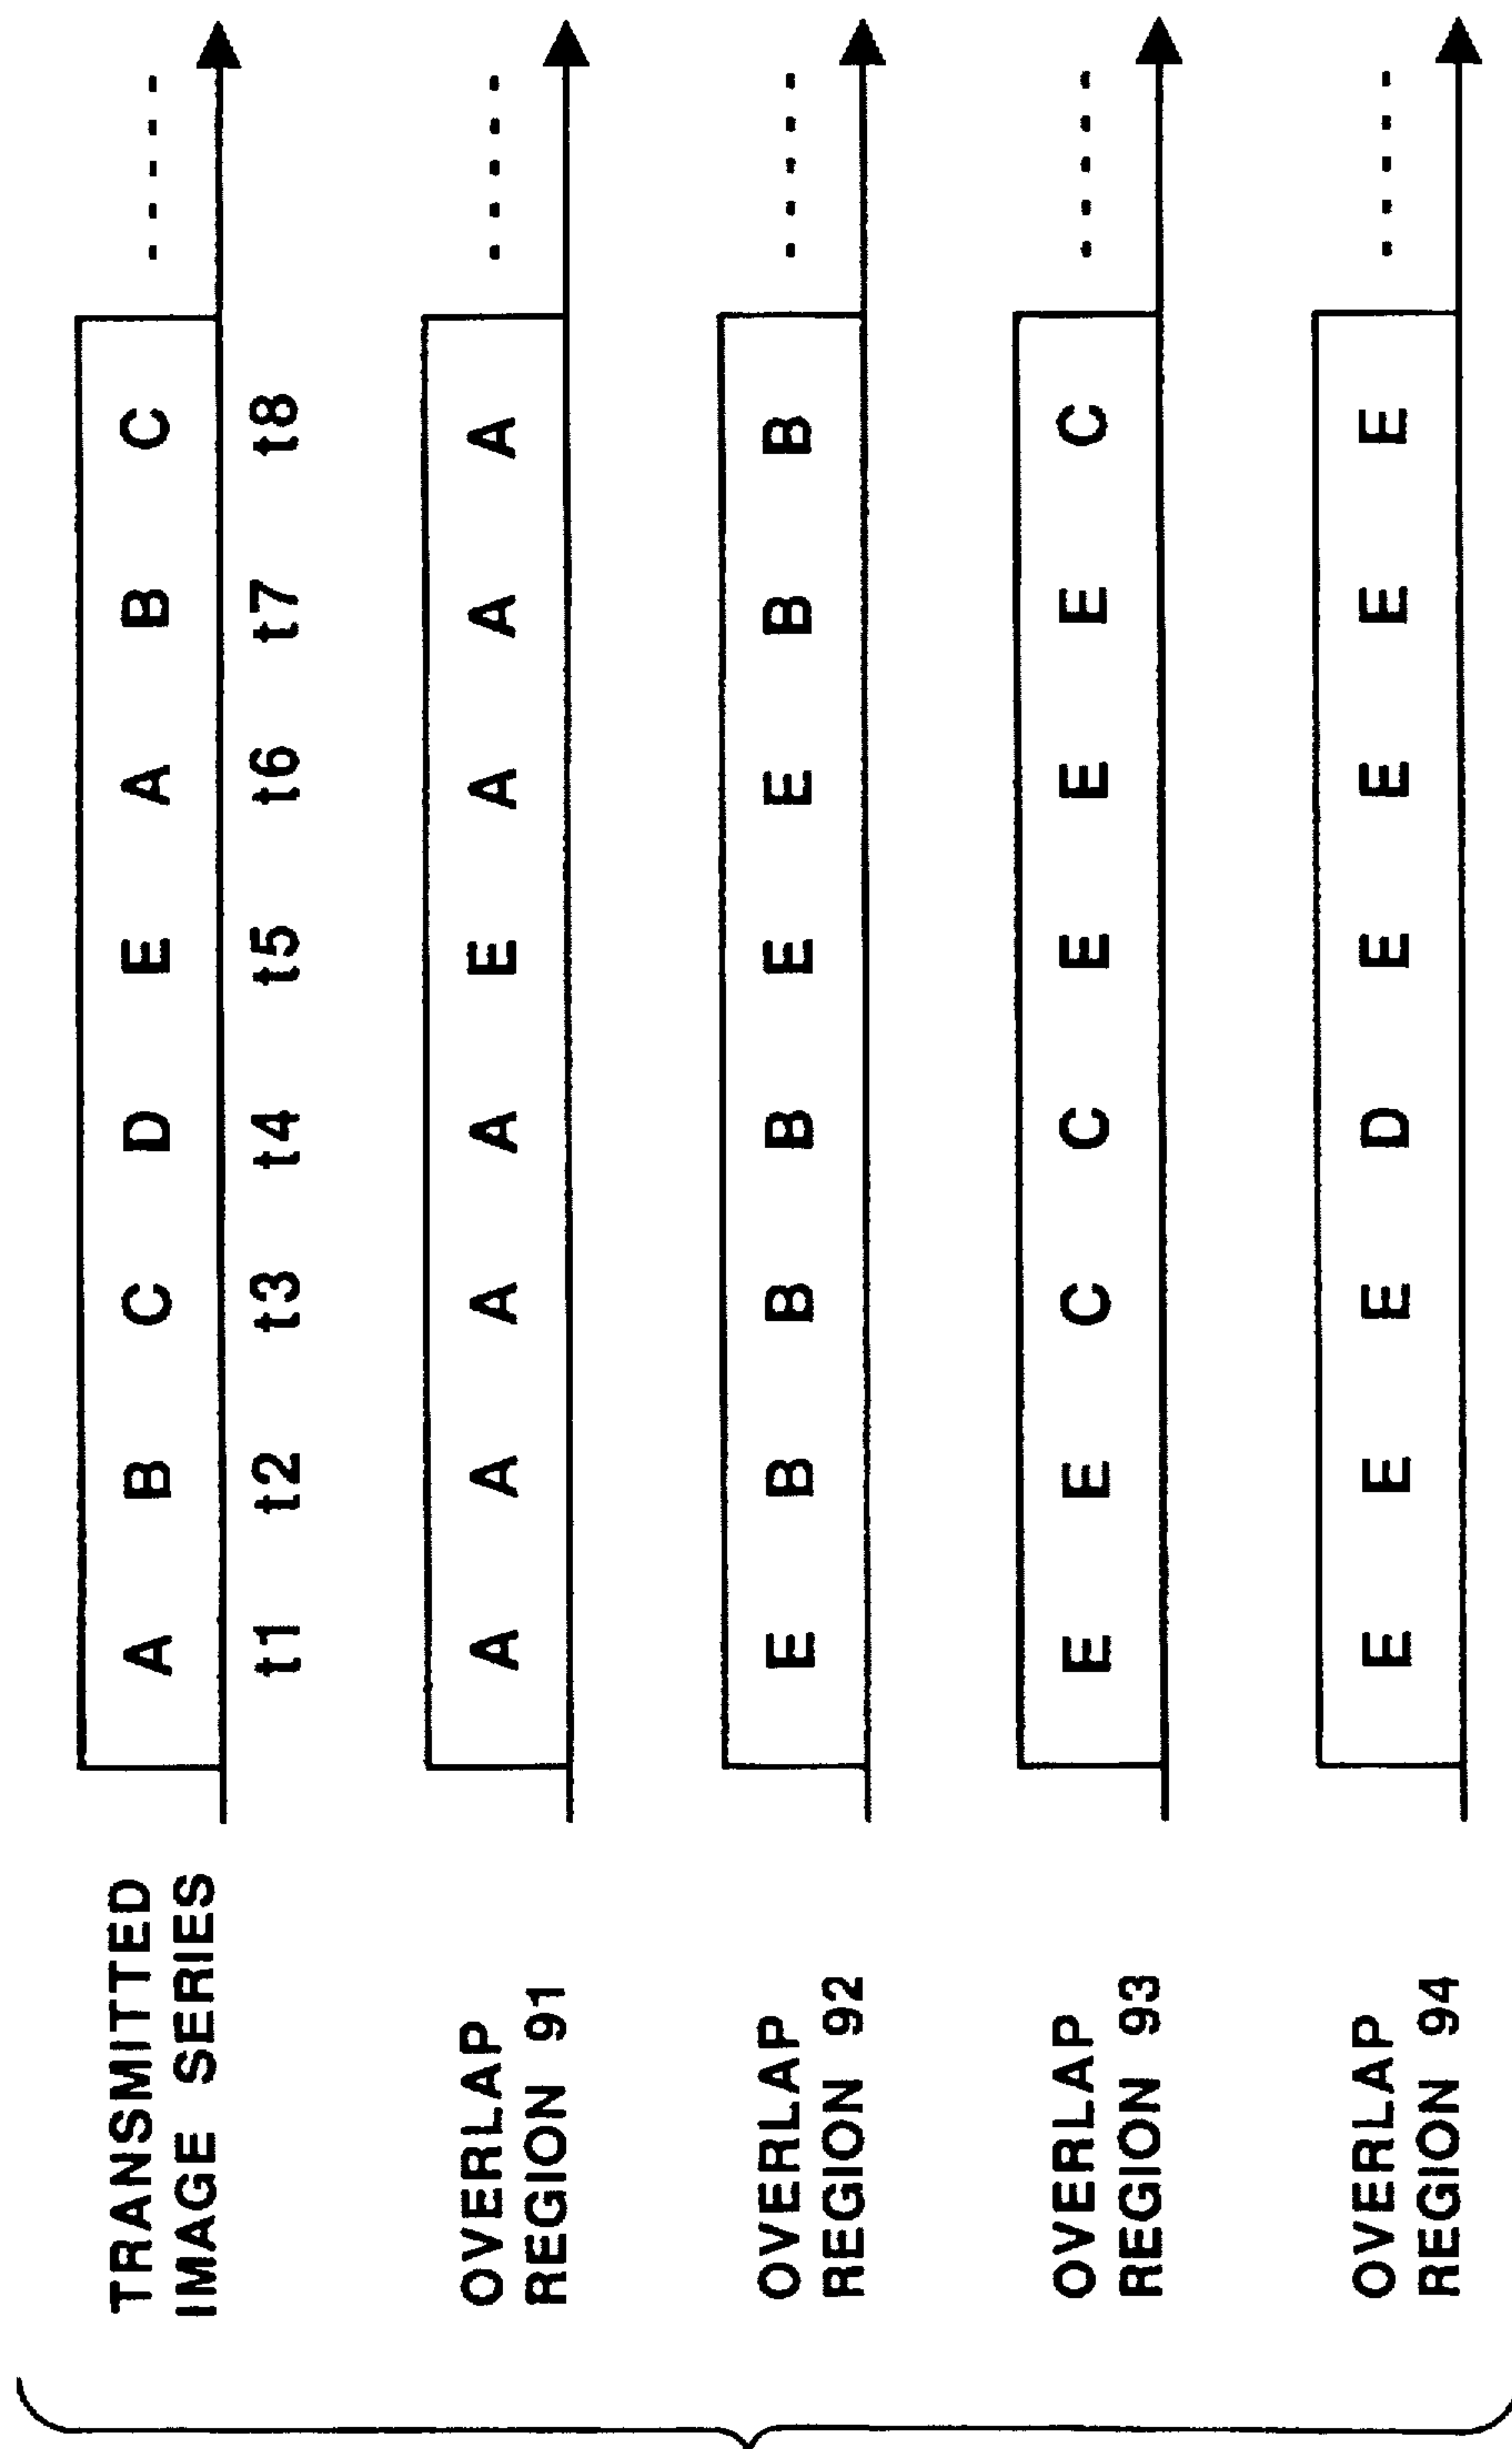 TRANSMITTED
IMAGE SERIES
A B C D E A B C
t1 t2 t3 t4 t5 t6 t7 t8
OVERLAP
REGION 91
A A A A E A A A
OVERLAP
REGION 92
E B B B E E B B
OVERLAP
REGION 93
E E C C E E E C
OVERLAP
REGION 94
E E E D E E E E